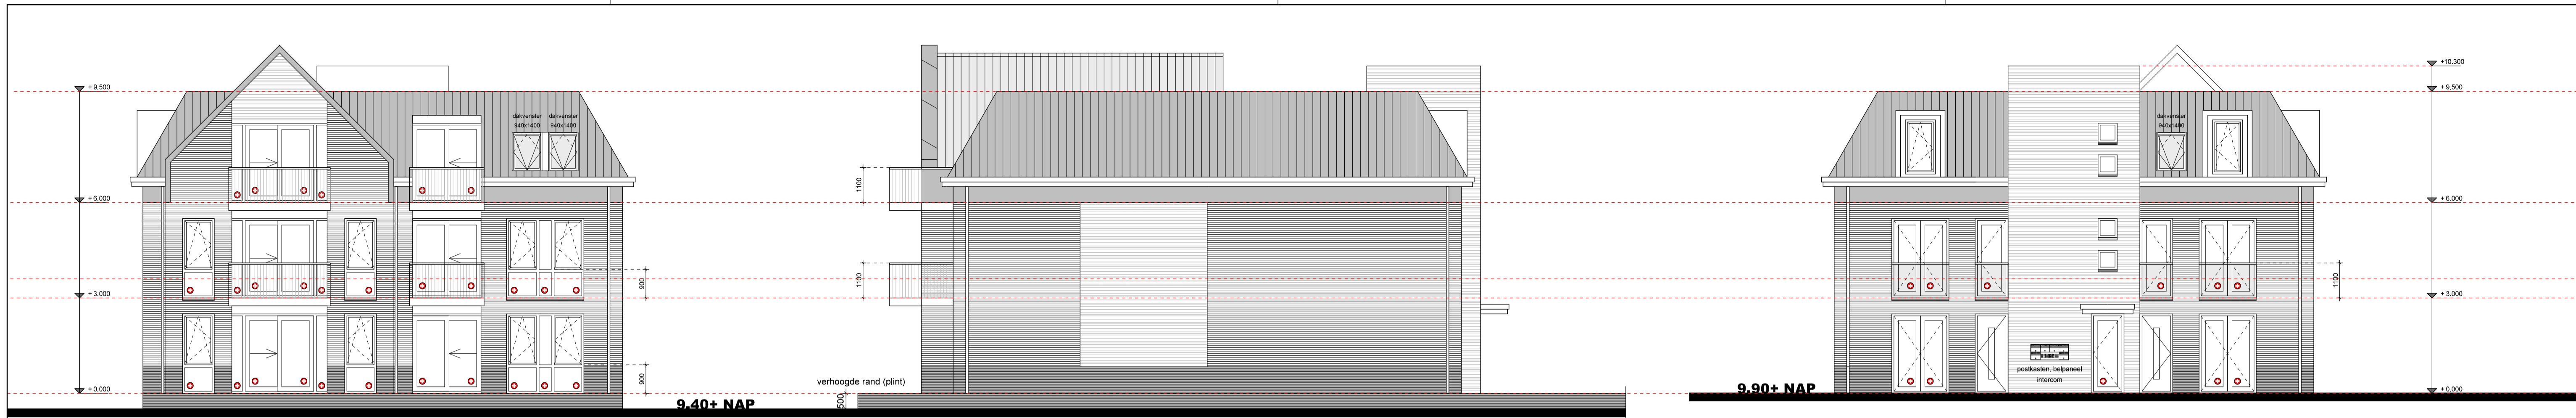 + 9.500
+ 6.000
+ 3.000
+ 0.000
dakvenster
940x1400
dakvenster
940x1400
900
900
9.40+ NAP
verhoogde rand (plint)
500
1100
1100
9.90+ NAP
dakvenster
940x1400
postkasten, belpaneel
intercom
1100
+10.300
+ 9.500
+ 6.000
+ 3.000
+ 0.000